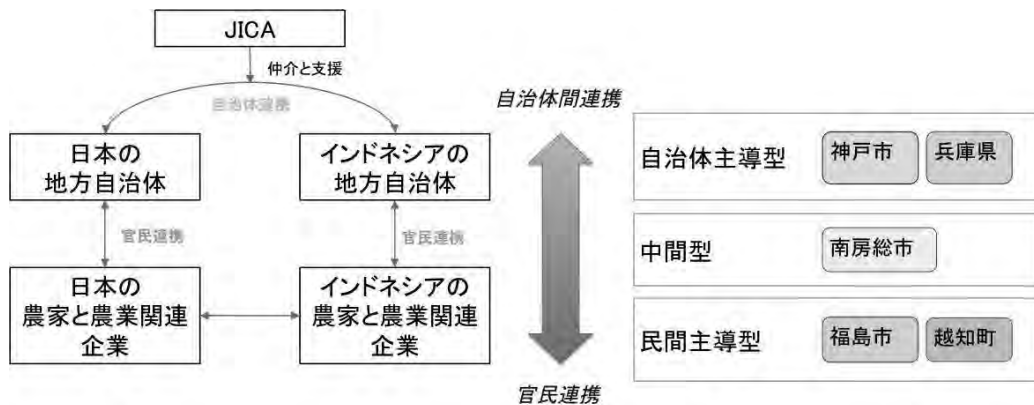 JICA
仲介と支援
自治体連携
日本の
地方自治体
インドネシアの
地方自治体
官民連携
官民連携
日本の
農家と農業関連
企業
インドネシアの
農家と農業関連
企業
自治体間連携
官民連携
自治体主導型
神戸市
兵庫県
中間型
南房総市
民間主導型
福島市
越知町